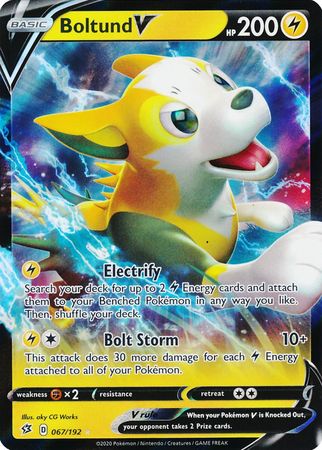 BASIC
Boltund V HP 200
Electrify
Search your deck for up to 2 Energy cards and attach
them to your Benched Pokémon in any way you like.
Then, shuffle your deck.
Bolt Storm 10+
This attack does 30 more damage for each Energy
attached to all of your Pokémon.
weakness ×2 resistance retreat
V rule When your Pokémon V is Knocked Out,
your opponent takes 2 Prize cards.
Illus. oky CG Works
D 067/192
©2020 Pokémon / Nintendo / Creatures / GAME FREAK